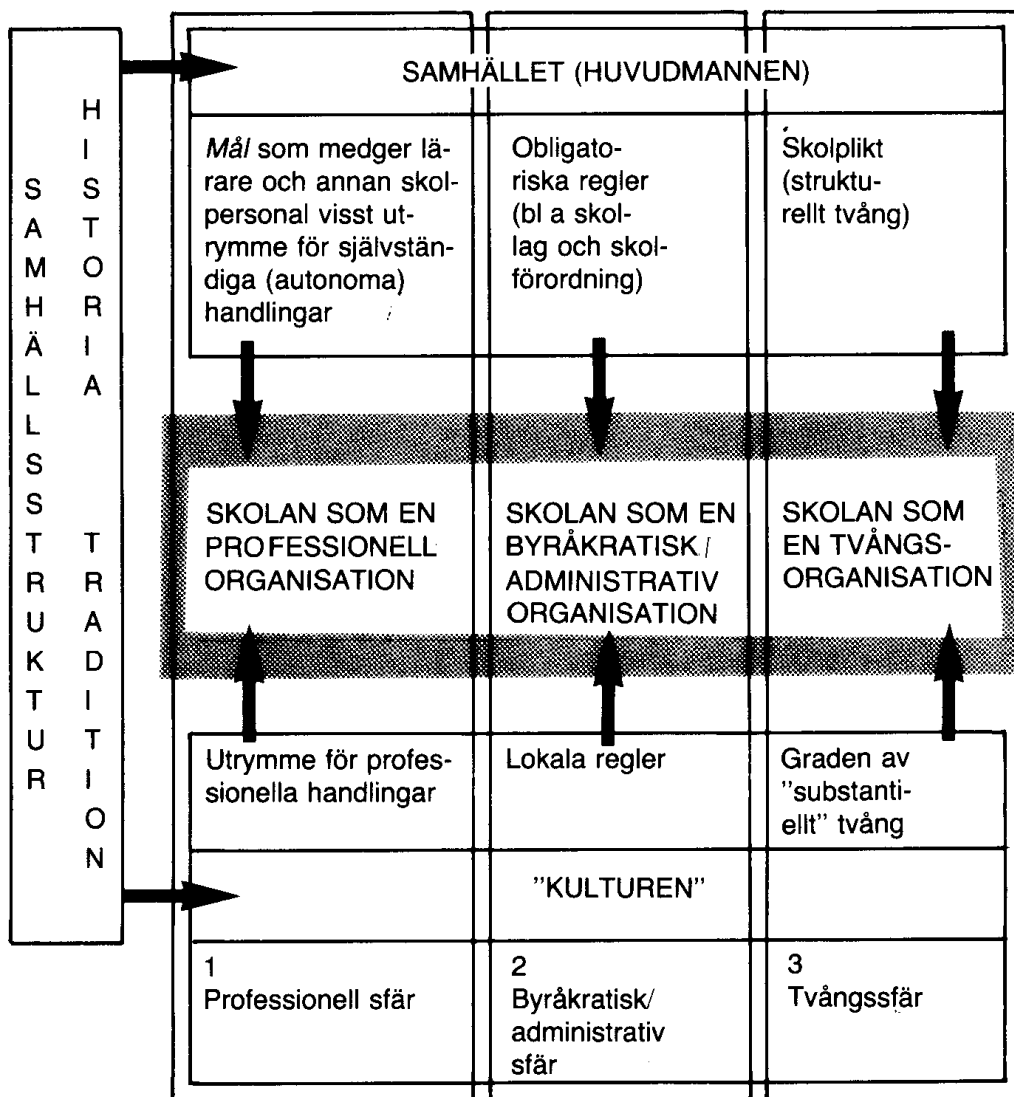 SAMHÄLLSSTRUKTUR
HISTORIA TRADITION
SAMHÄLLET (HUVUDMANNEN)
Mål som medger lä-
rare och annan skol-
personal visst ut-
rymme för självstän-
diga (autonoma)
handlingar
Obligato-
riska regler
(bl a skol-
lag och skol-
förordning)
Skolplikt
(struktu-
rellt tvång)
SKOLAN SOM EN
PROFESSIONELL
ORGANISATION
SKOLAN SOM EN
BYRÅKRATISK/
ADMINISTRATIV
ORGANISATION
SKOLAN SOM
EN TVÅNGS-
ORGANISATION
Utrymme för profes-
sionella handlingar
Lokala regler
Graden av
”substanti-
ellt” tvång
”KULTUREN”
1
Professionell sfär
2
Byråkratisk/
administrativ
sfär
3
Tvångssfär